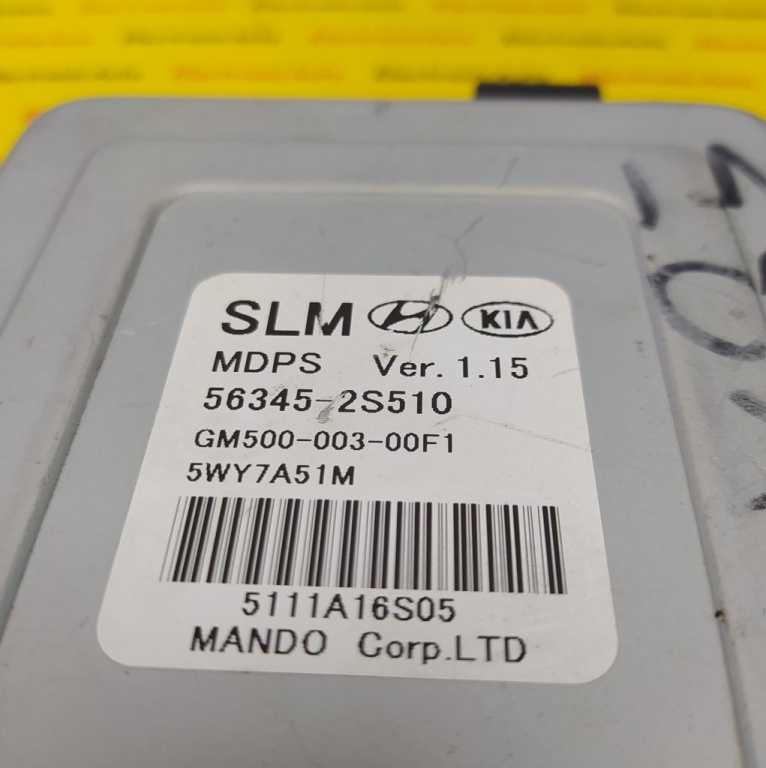 SLM KIA
MDPS Ver. 1.15
56345-2S510
GM500-003-00F1
5WY7A51M
5111A16S05
MANDO Corp.LTD